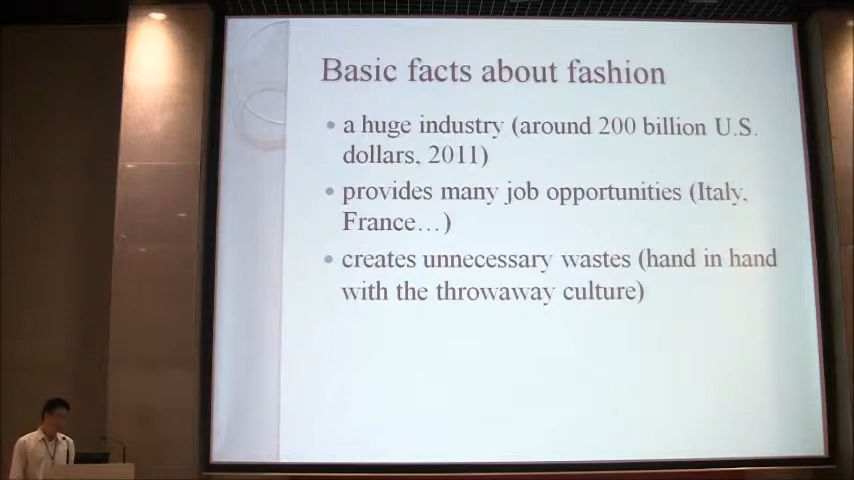 Basic facts about fashion
• a huge industry (around 200 billion U.S.
dollars, 2011)
• provides many job opportunities (Italy,
France…)
• creates unnecessary wastes (hand in hand
with the throwaway culture)